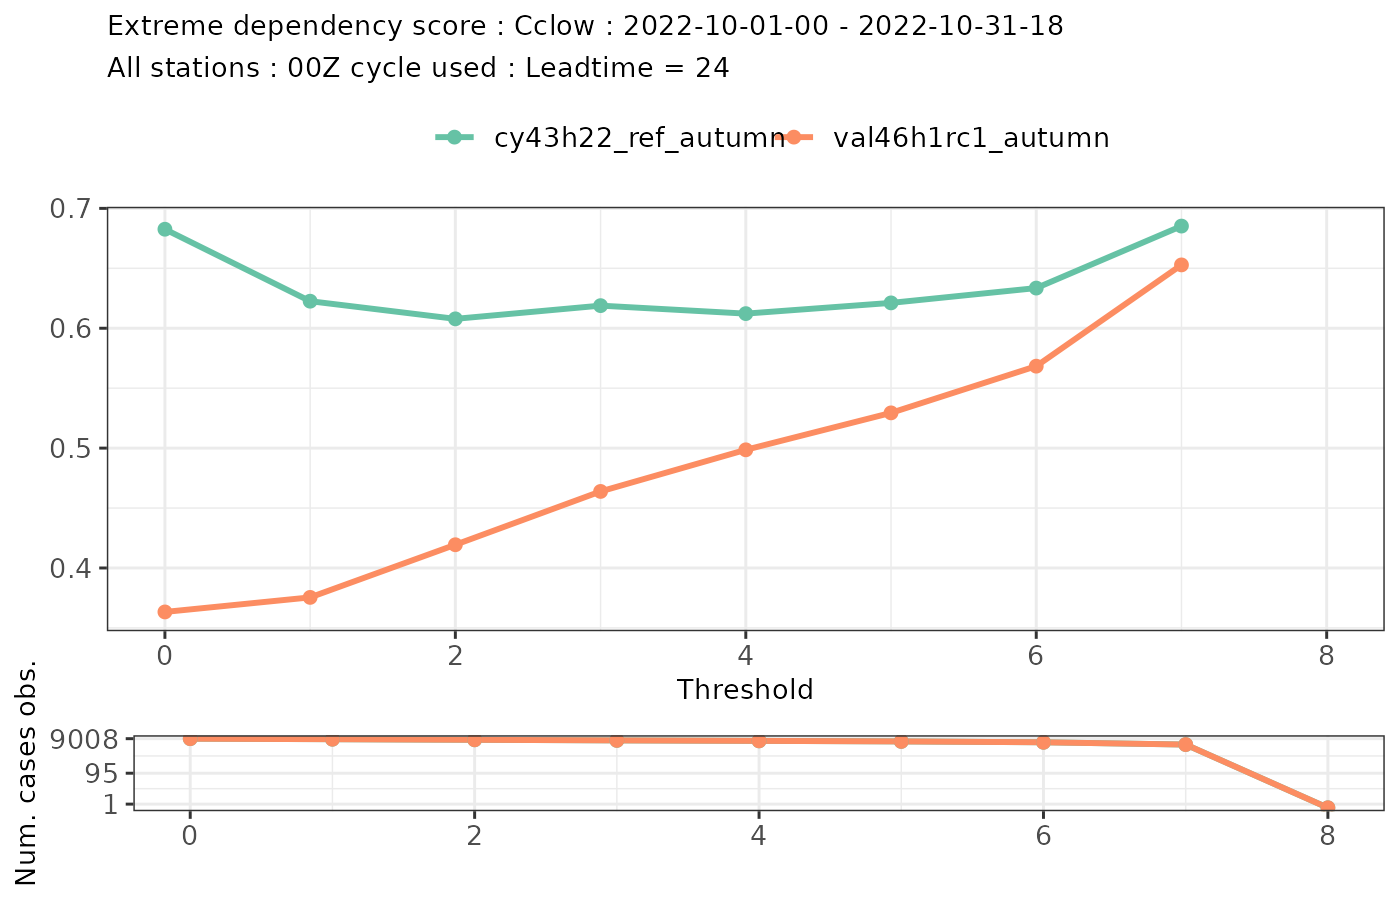 Extreme dependency score : Cclow : 2022-10-01-00 - 2022-10-31-18
All stations : 00Z cycle used : Leadtime = 24
cy43h22_ref_autumn val46h1rc1_autumn
0.7
0.6
0.5
0.4
0 2 4 6 8
Threshold
Num. cases obs.
9008
95
1
0 2 4 6 8